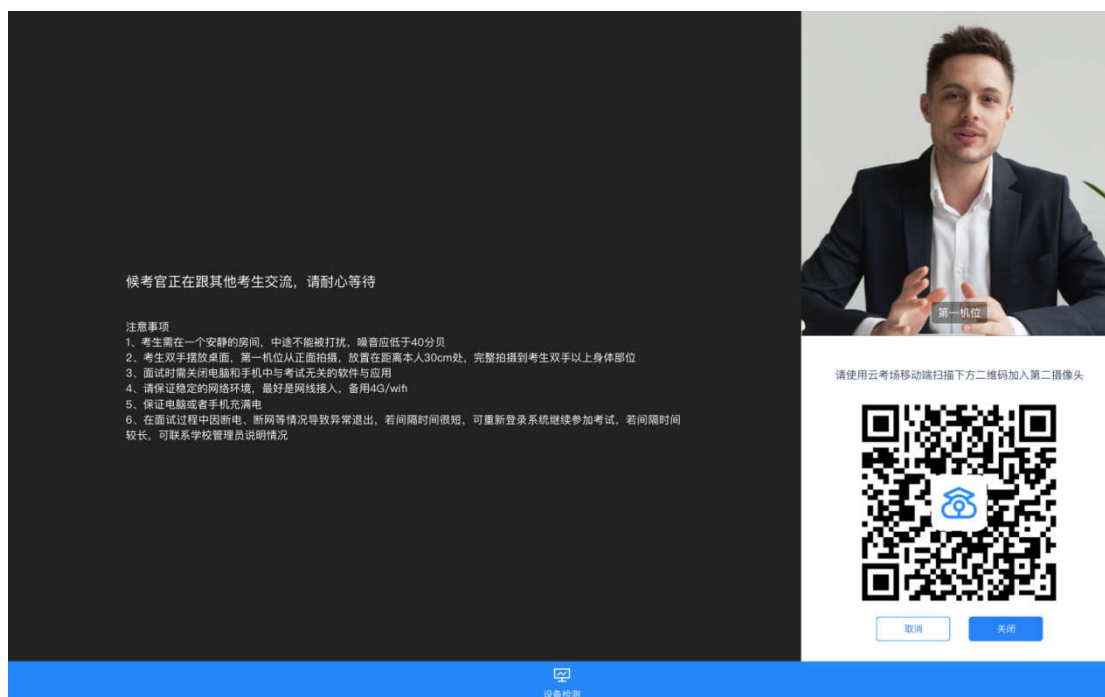 候考官正在跟其他考生交流，请耐心等待
注意事项
1、考生需在一个安静的房间，中途不能被打扰，噪音应低于40分贝
2、考生双手摆放桌面，第一机位从正面拍摄，放置在距离本人30cm处，完整拍摄到考生双手以上身体部位
3、面试时需关闭电脑和手机中与考试无关的软件与应用
4、请保证稳定的网络环境，最好是网线接入，备用4G/wifi
5、保证电脑或者手机充满电
6、在面试过程中因断电、断网等情况导致异常退出，若间隔时间很短，可重新登录系统继续参加考试，若间隔时间
较长，可联系学校管理员说明情况
第一机位
请使用云考场移动端扫描下方二维码加入第二摄像头
取消
关闭
设备检测